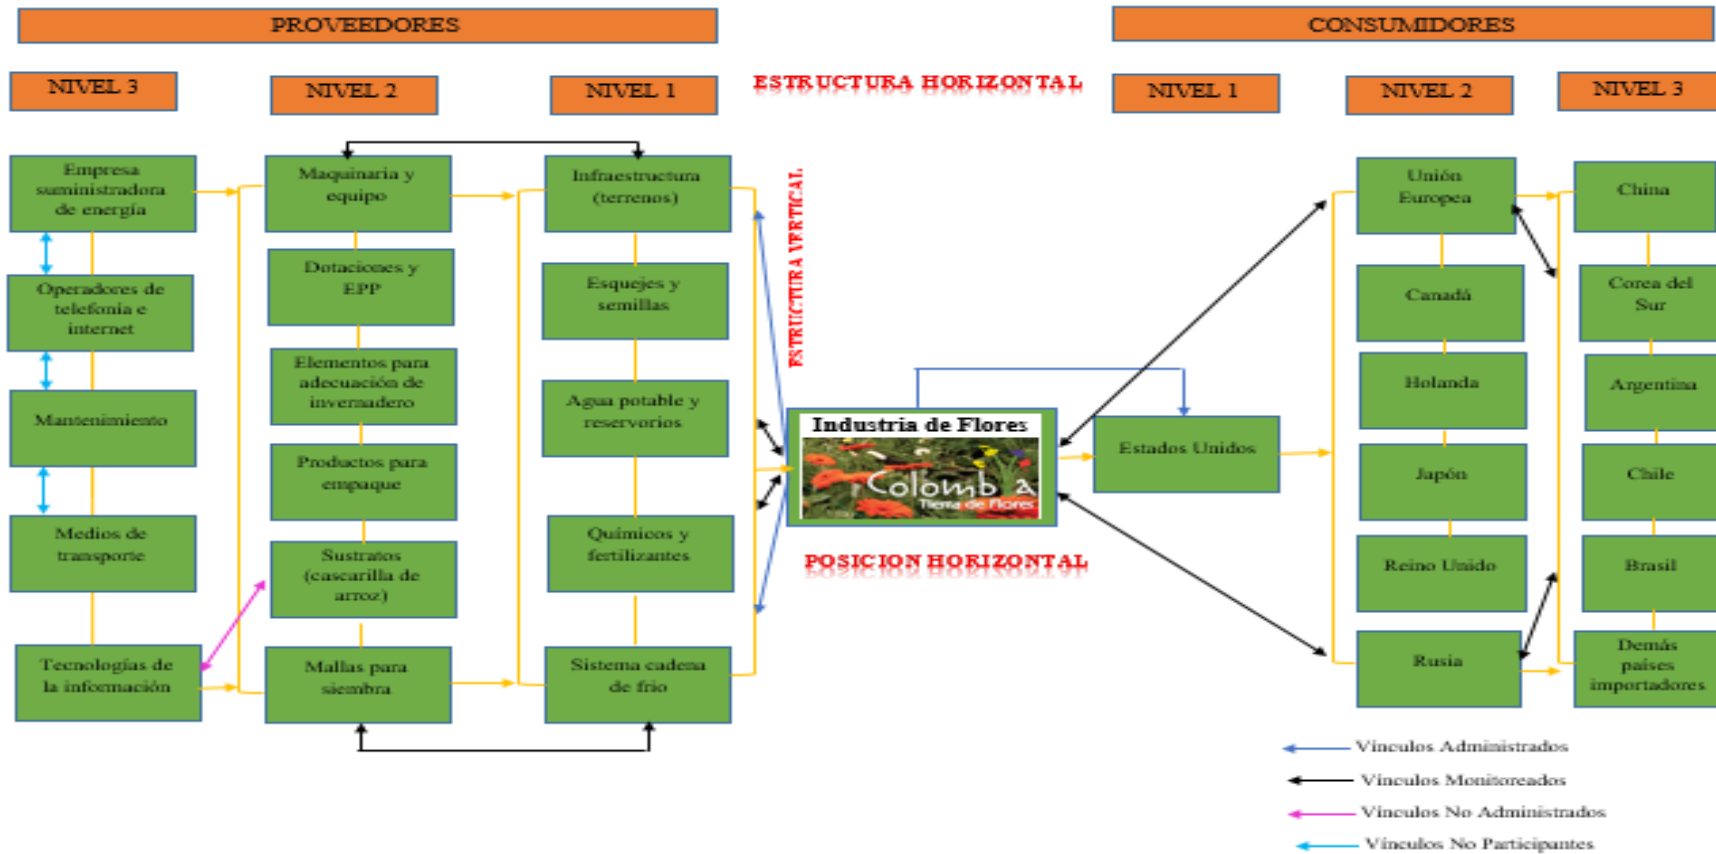 PROVEEDORES
CONSUMIDORES
NIVEL 3
NIVEL 2
NIVEL 1
ESTRUCTURA HORIZONTAL
NIVEL 1
NIVEL 2
NIVEL 3
Empresa
suministradora
de energía
Operadores de
telefonía e
internet
Mantenimiento
Medios de
transporte
Tecnologías de
la información
Maquinaria y
equipo
Dotaciones y
EPP
Elementos para
adecuación de
invernadero
Productos para
empaque
Sustratos
(cascarilla de
arroz)
Mallas para
siembra
Infraestructura
(terrenos)
Esquejes y
semillas
Agua potable y
reservorios
Químicos y
fertilizantes
Sistema cadena
de frio
ESTRUCTURA VERTICAL
Industria de Flores
Colombia
Tierra de Flores
POSICION HORIZONTAL
Estados Unidos
Unión
Europea
Canadá
Holanda
Japón
Reino Unido
Rusia
China
Corea del
Sur
Argentina
Chile
Brasil
Demás
países
importadores
Vínculos Administrados
Vínculos Monitoreados
Vínculos No Administrados
Vínculos No Participantes